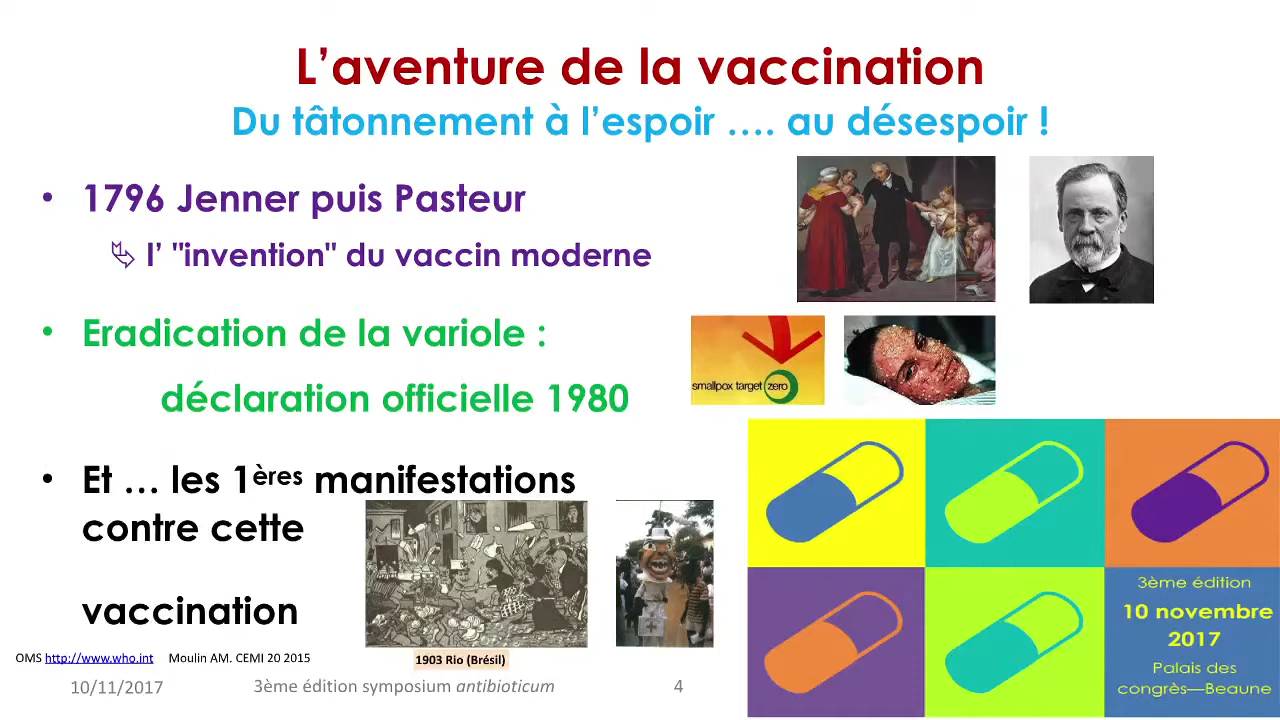 L’aventure de la vaccination
Du tâtonnement à l’espoir …. au désespoir !
• 1796 Jenner puis Pasteur
l’ "invention" du vaccin moderne
• Eradication de la variole :
déclaration officielle 1980
smallpox target zero
• Et … les 1ères manifestations
contre cette
vaccination
OMS http://www.who.int Moulin AM. CEMI 20 2015
1903 Rio (Brésil)
10/11/2017
3ème édition symposium antibioticum
4
3ème édition
10 novembre
2017
Palais des
congrès—Beaune